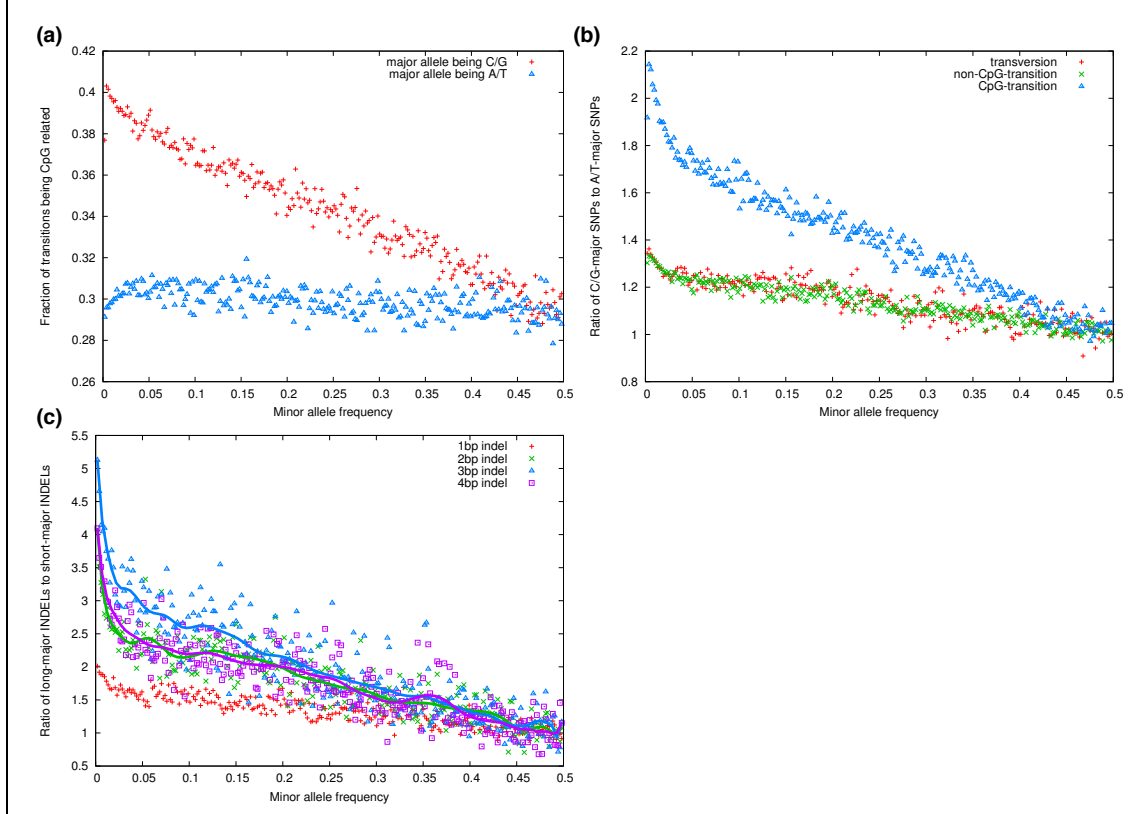 (a)
0.42
0.4
0.38
0.36
0.34
0.32
0.3
0.28
0.26
Fraction of transitions being CpG related
major allele being C/G
major allele being A/T
0 0.05 0.1 0.15 0.2 0.25 0.3 0.35 0.4 0.45 0.5
Minor allele frequency
(b)
2.2
2
1.8
1.6
1.4
1.2
1
0.8
Ratio of C/G-major SNPs to A/T-major SNPs
transversion
non-CpG-transition
CpG-transition
0 0.05 0.1 0.15 0.2 0.25 0.3 0.35 0.4 0.45 0.5
Minor allele frequency
(c)
5.5
5
4.5
4
3.5
3
2.5
2
1.5
1
0.5
Ratio of long-major INDELs to short-major INDELs
1bp indel
2bp indel
3bp indel
4bp indel
0 0.05 0.1 0.15 0.2 0.25 0.3 0.35 0.4 0.45 0.5
Minor allele frequency